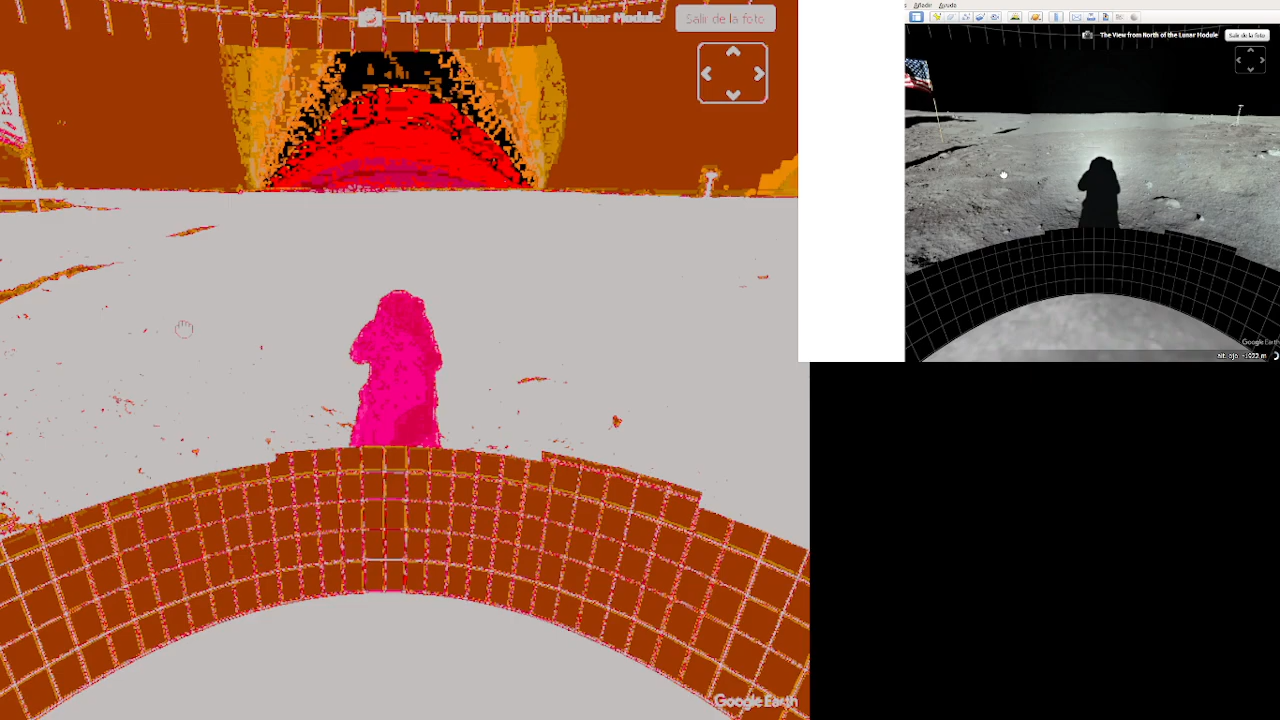 The View from North of the Lunar Module
Salir de la foto
Google Earth
Añadir Ayuda
The View from North of the Lunar Module
Salir de la foto
Google Earth